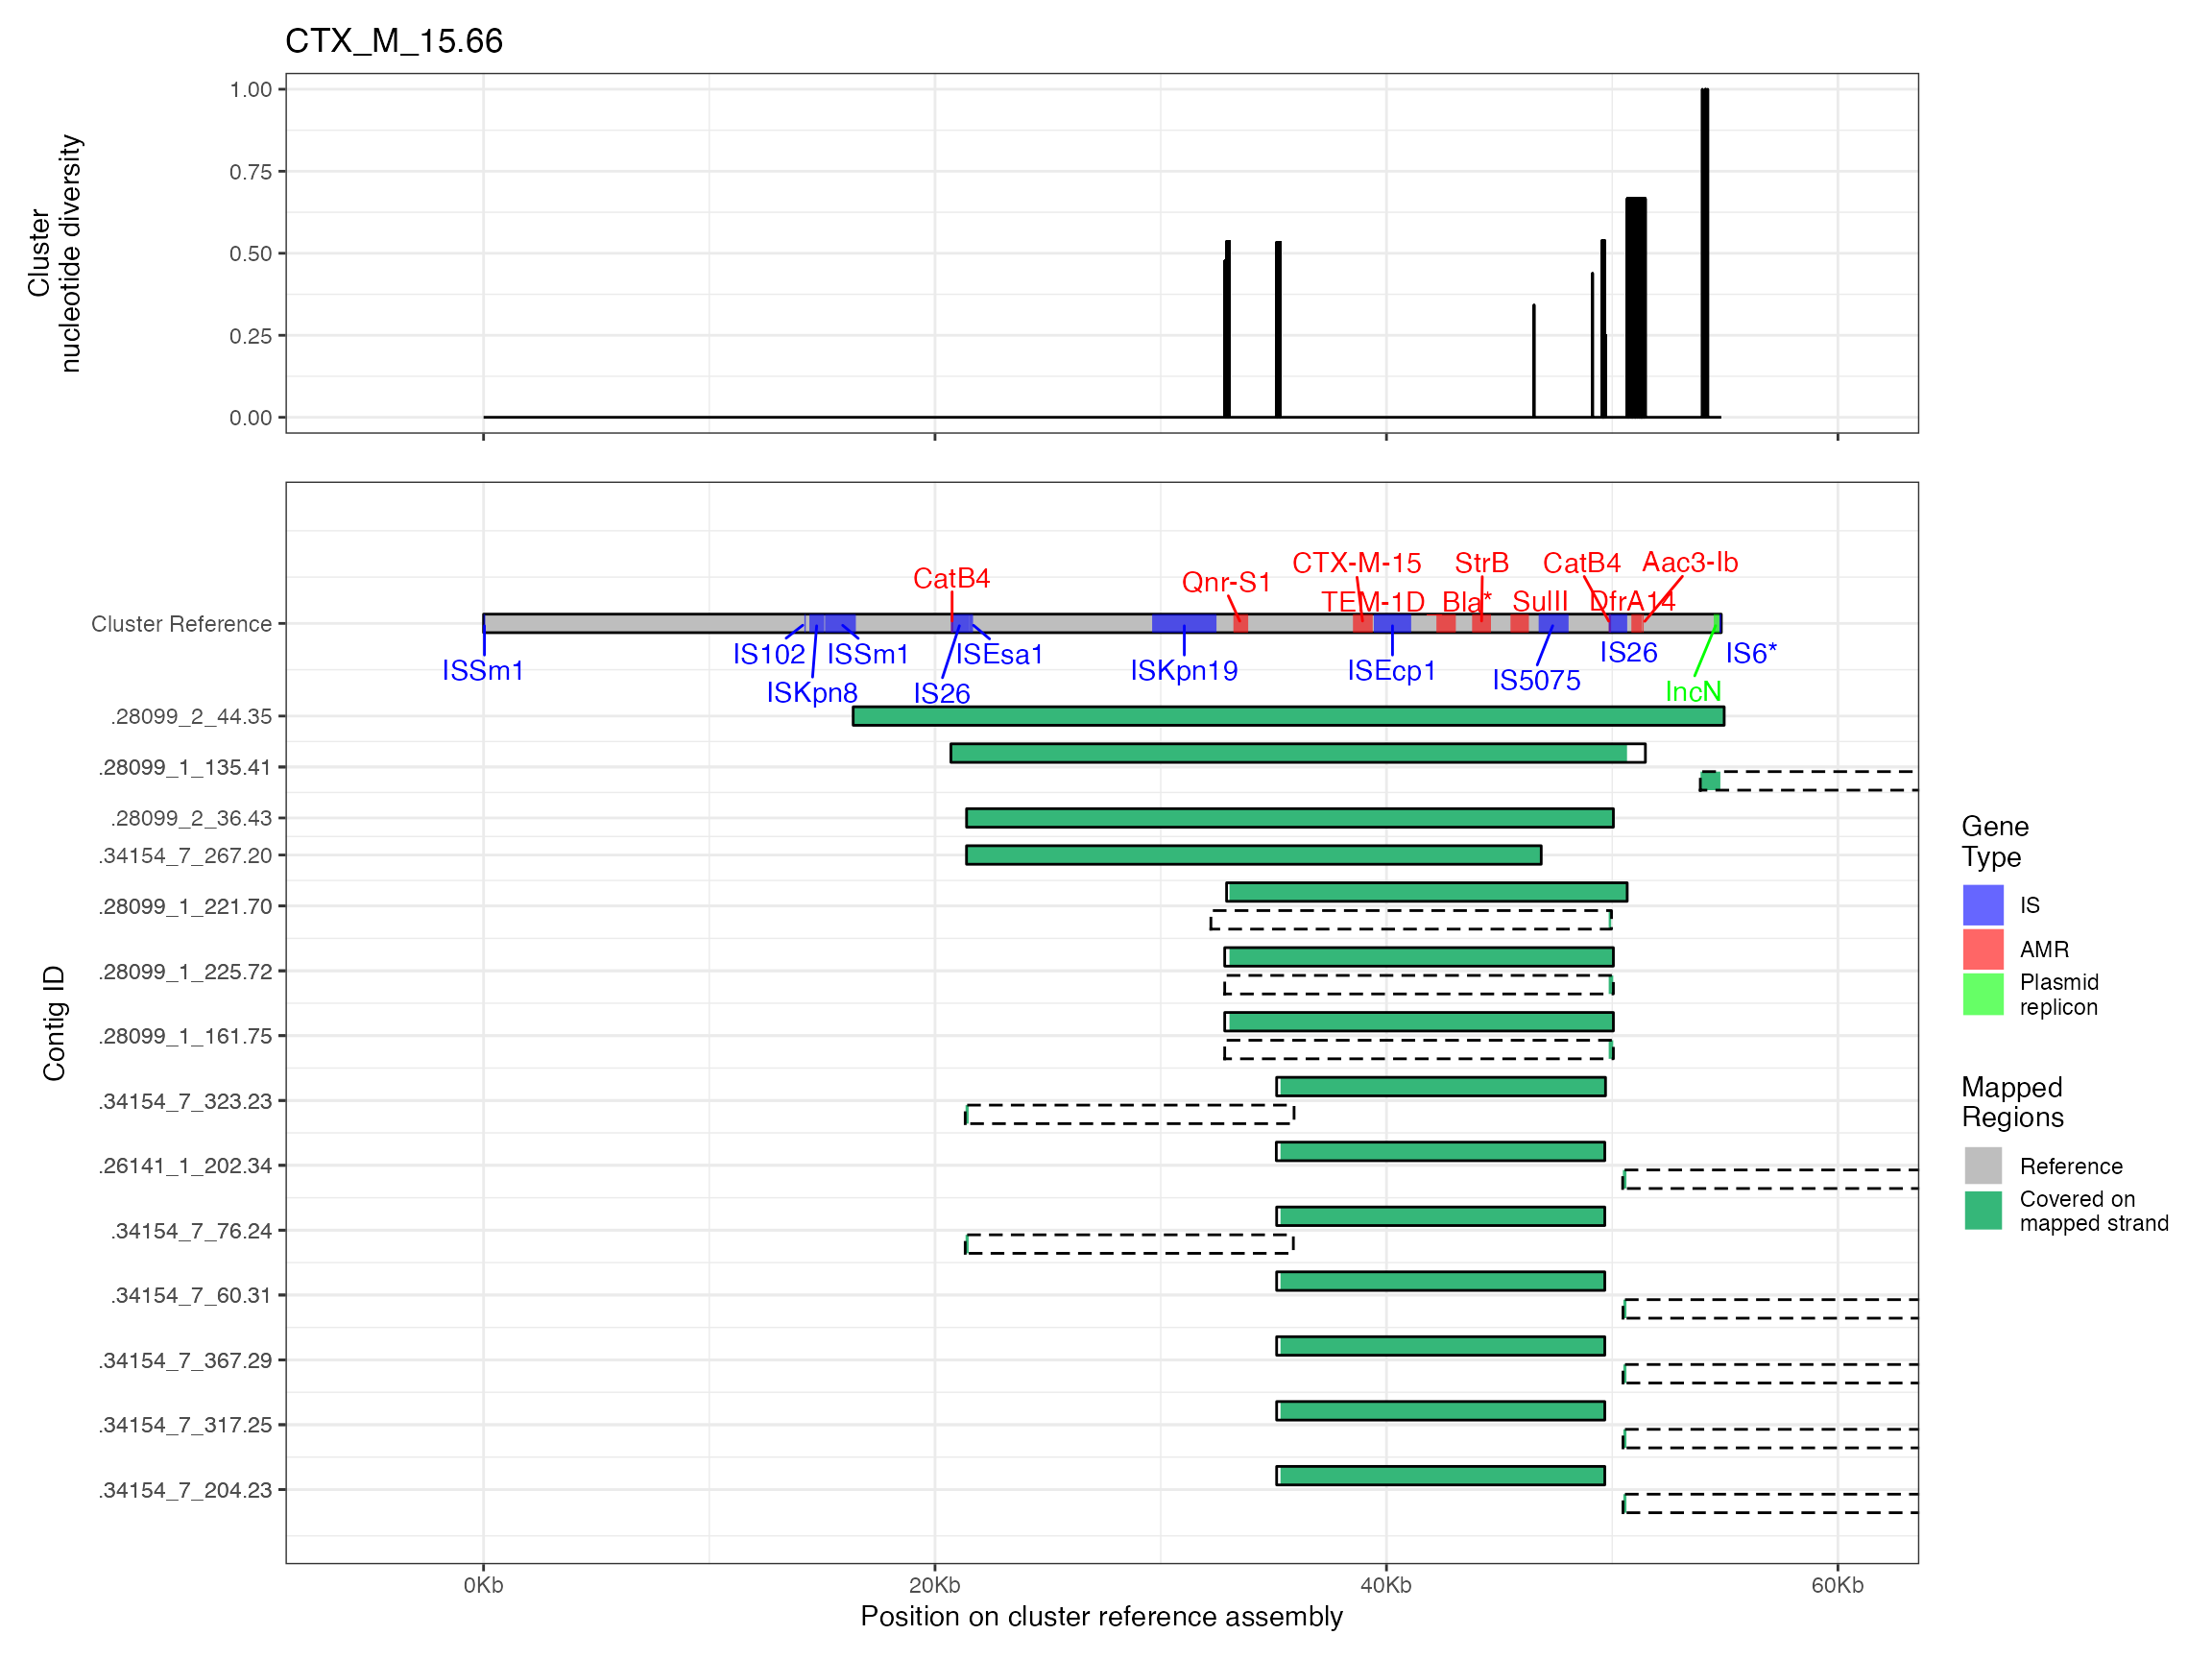 CTX_M_15.66
Cluster
nucleotide diversity
1.00
0.75
0.50
0.25
0.00
CTX-M-15 StrB CatB4 Aac3-Ib
CatB4 Qnr-S1
TEM-1D Bla* SulII DfrA14
Cluster Reference
IS102 ISSm1 ISEsa1 IS26 IS6*
ISSm1 ISKpn19 ISEcp1 IS5075
ISKpn8 IS26 IncN
Contig ID
.28099_2_44.35
.28099_1_135.41
.28099_2_36.43
.34154_7_267.20
.28099_1_221.70
.28099_1_225.72
.28099_1_161.75
.34154_7_323.23
.26141_1_202.34
.34154_7_76.24
.34154_7_60.31
.34154_7_367.29
.34154_7_317.25
.34154_7_204.23
0Kb 20Kb 40Kb 60Kb
Position on cluster reference assembly
Gene
Type
IS
AMR
Plasmid
replicon
Mapped
Regions
Reference
Covered on
mapped strand